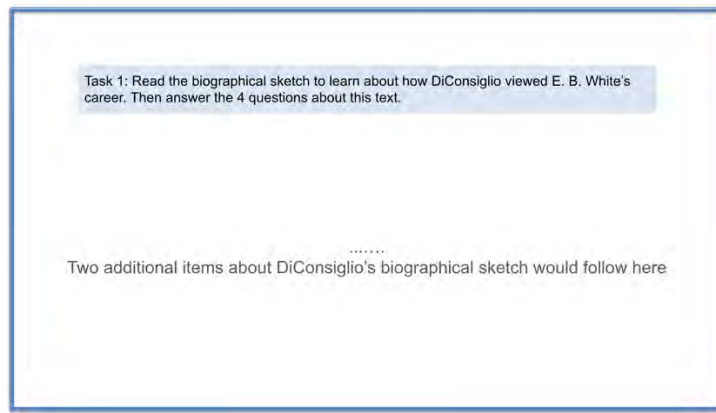 Task 1: Read the biographical sketch to learn about how DiConsiglio viewed E. B. White's
career. Then answer the 4 questions about this text.
.......
Two additional items about DiConsiglio's biographical sketch would follow here